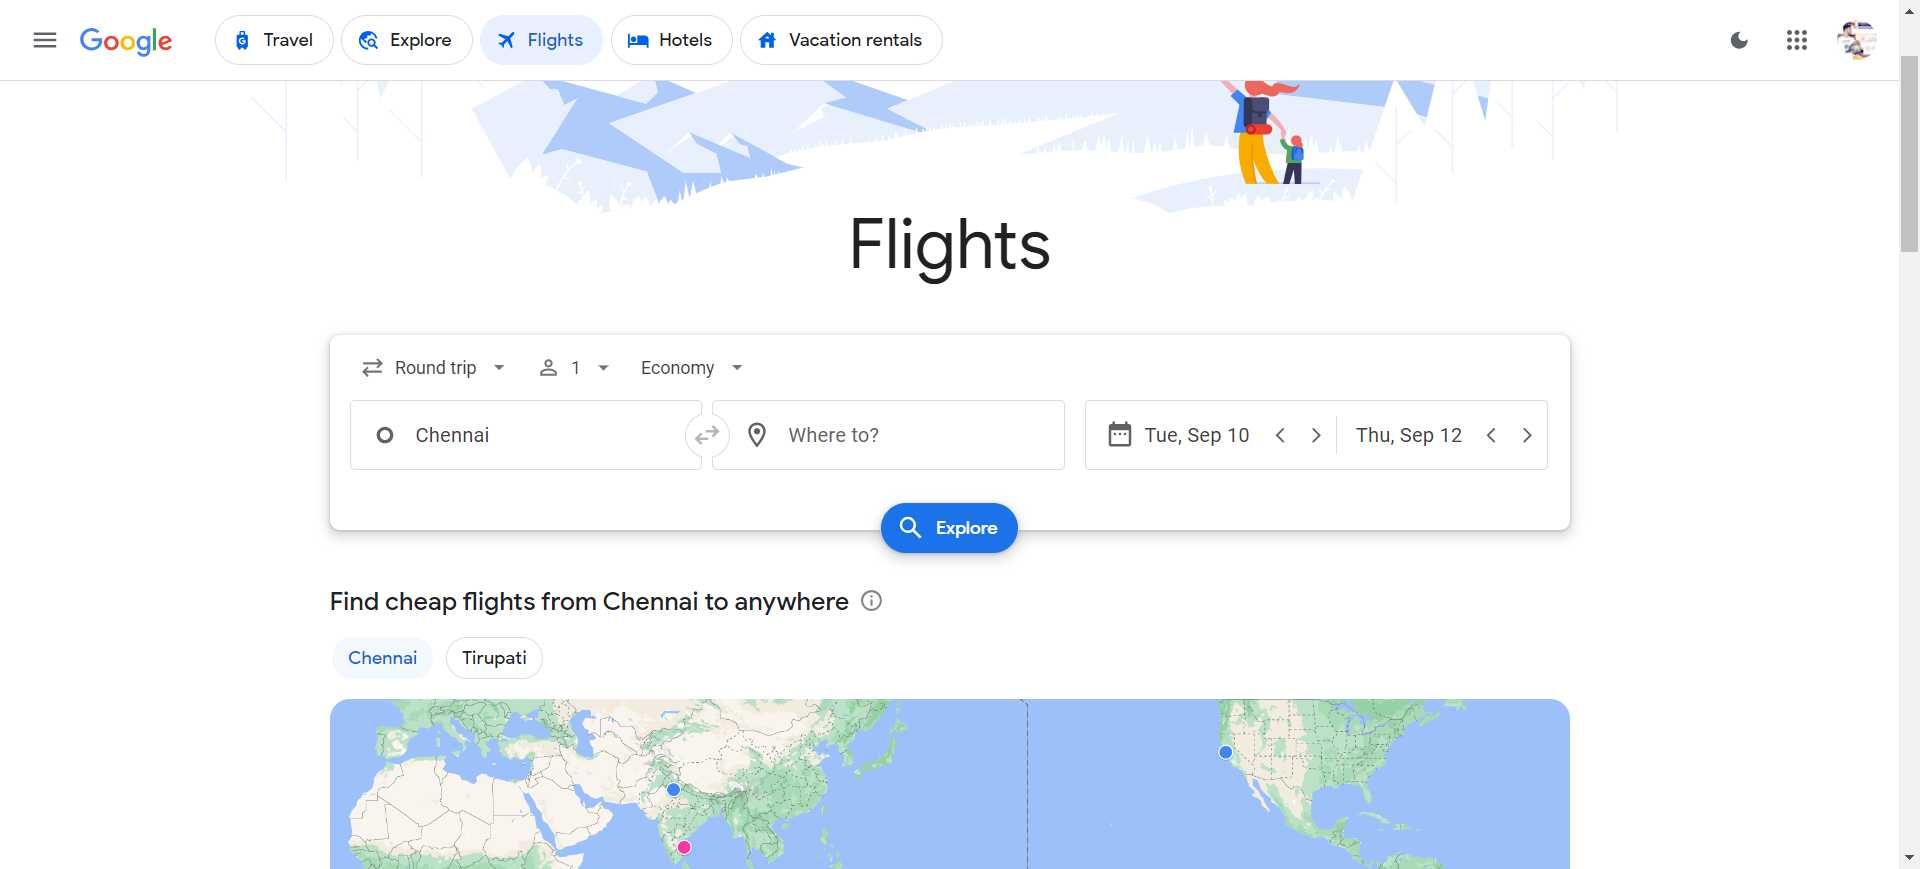 Google Travel Explore Flights Hotels Vacation rentals
Flights
Round trip 1 Economy
Chennai Where to? Tue, Sep 10 Thu, Sep 12
Explore
Find cheap flights from Chennai to anywhere
Chennai Tirupati